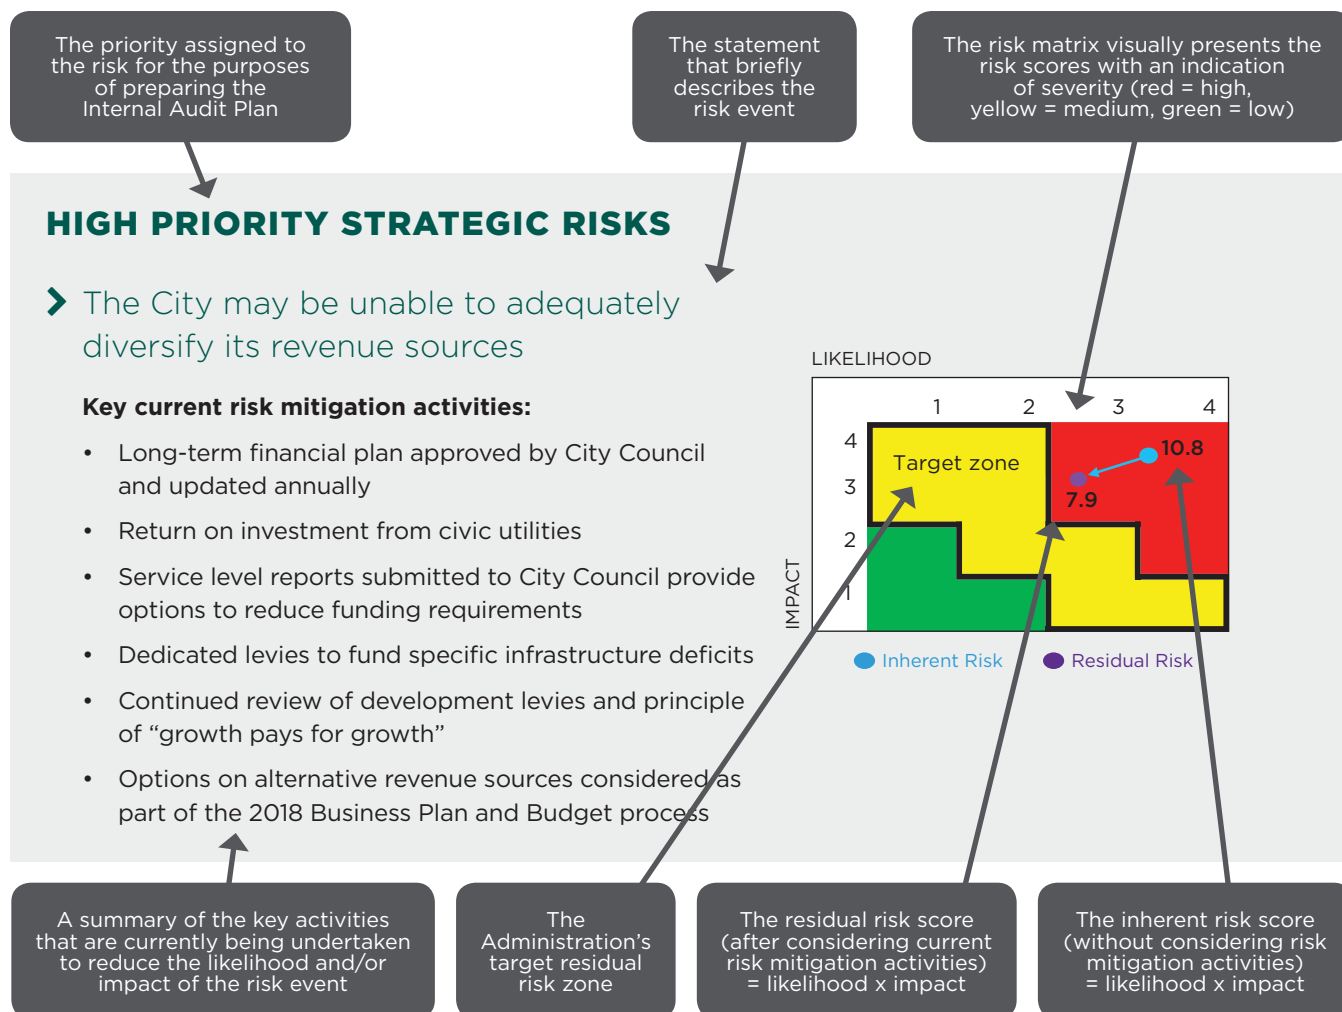 The priority assigned to
the risk for the purposes
of preparing the
Internal Audit Plan
The statement
that briefly
describes the
risk event
The risk matrix visually presents the
risk scores with an indication
of severity (red = high,
yellow = medium, green = low)
HIGH PRIORITY STRATEGIC RISKS
The City may be unable to adequately
diversify its revenue sources
Key current risk mitigation activities:
• Long-term financial plan approved by City Council
and updated annually
• Return on investment from civic utilities
• Service level reports submitted to City Council provide
options to reduce funding requirements
• Dedicated levies to fund specific infrastructure deficits
• Continued review of development levies and principle
of “growth pays for growth”
• Options on alternative revenue sources considered as
part of the 2018 Business Plan and Budget process
LIKELIHOOD
1 2 3 4
4
3
2
1
IMPACT
Target zone
10.8
7.9
Inherent Risk
Residual Risk
A summary of the key activities
that are currently being undertaken
to reduce the likelihood and/or
impact of the risk event
The
Administration’s
target residual
risk zone
The residual risk score
(after considering current
risk mitigation activities)
= likelihood x impact
The inherent risk score
(without considering risk
mitigation activities)
= likelihood x impact